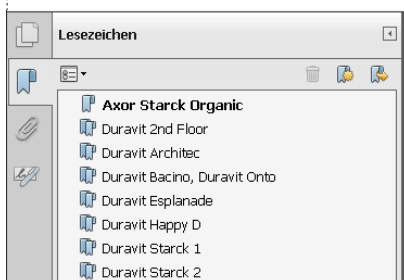 Lesezeichen
Axor Starck Organic
Duravit 2nd Floor
Duravit Architec
Duravit Bacino, Duravit Onto
Duravit Esplanade
Duravit Happy D
Duravit Starck 1
Duravit Starck 2